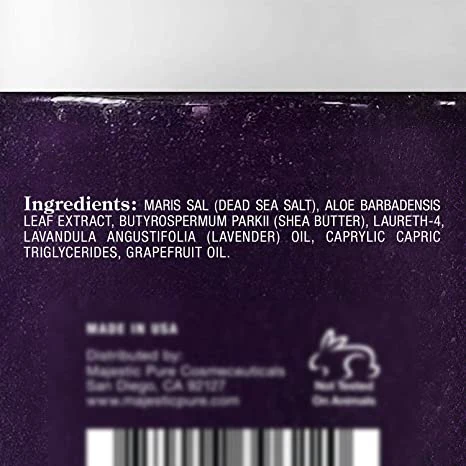 Ingredients: MARIS SAL (DEAD SEA SALT), ALOE BARBADENSIS
LEAF EXTRACT, BUTYROSPERMUM PARKII (SHEA BUTTER), LAURETH-4,
LAVANDULA ANGUSTIFOLIA (LAVENDER) OIL, CAPRYLIC CAPRIC
TRIGLYCERIDES, GRAPEFRUIT OIL.
MADE IN USA
Distributed by:
Majestic Pure Cosmeceuticals
San Diego, CA 92127
www.majesticpure.com
Not Tested
On Animals